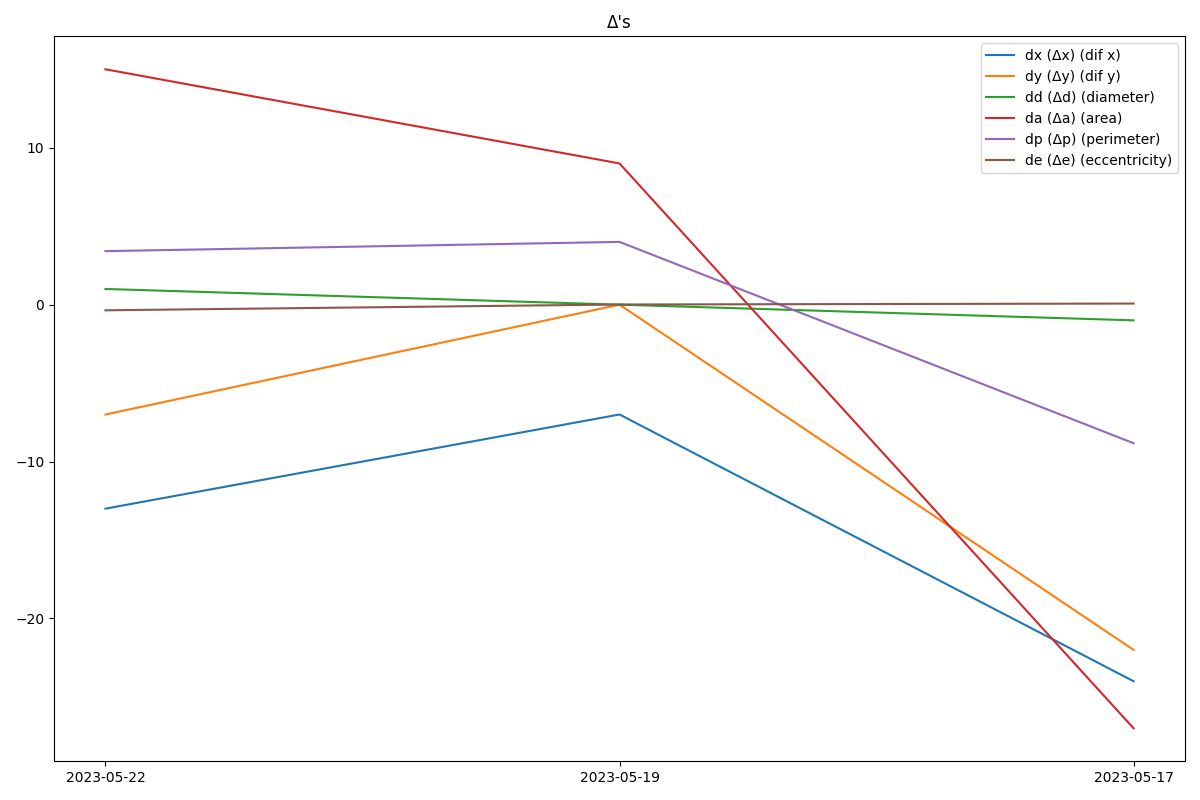 Δ's
dx (Δx) (dif x)
dy (Δy) (dif y)
dd (Δd) (diameter)
da (Δa) (area)
dp (Δp) (perimeter)
de (Δe) (eccentricity)
10
0
−10
−20
2023-05-22
2023-05-19
2023-05-17